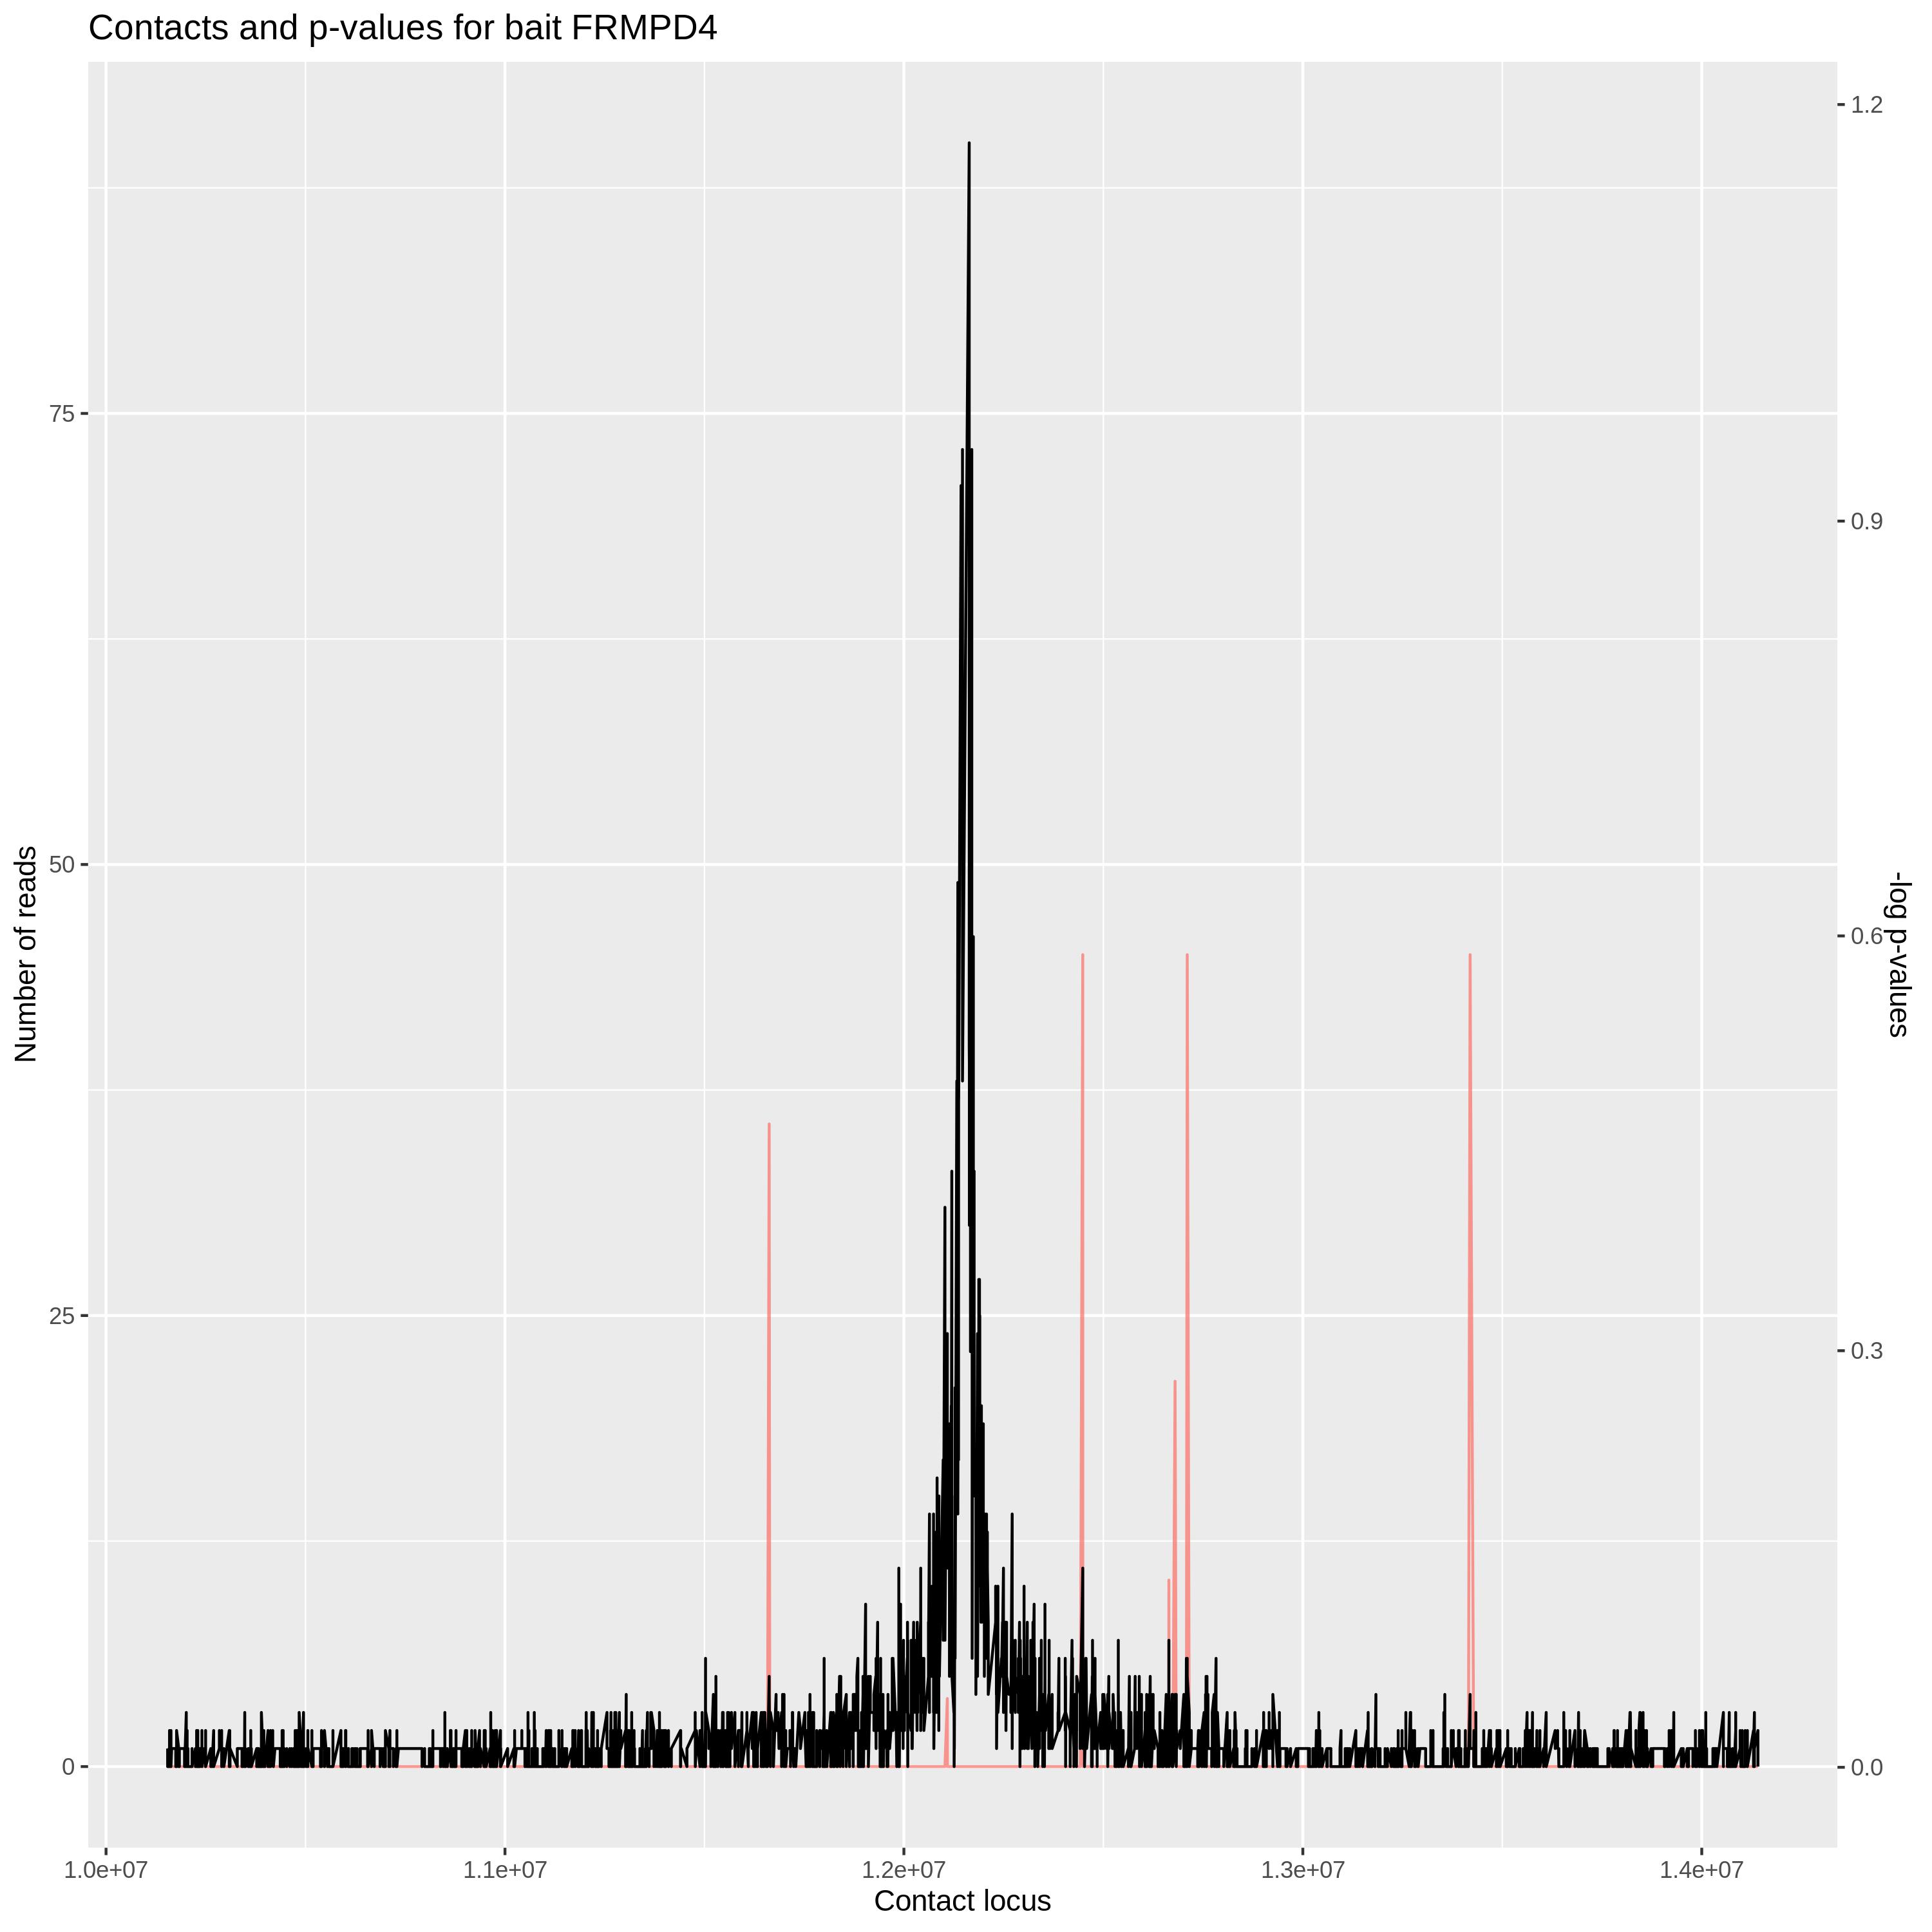 Contacts and p-values for bait FRMPD4
Number of reads
75
50
25
0
1.2
0.9
0.6
0.3
0.0
-log p-values
1.0e+07 1.1e+07 1.2e+07 1.3e+07 1.4e+07
Contact locus